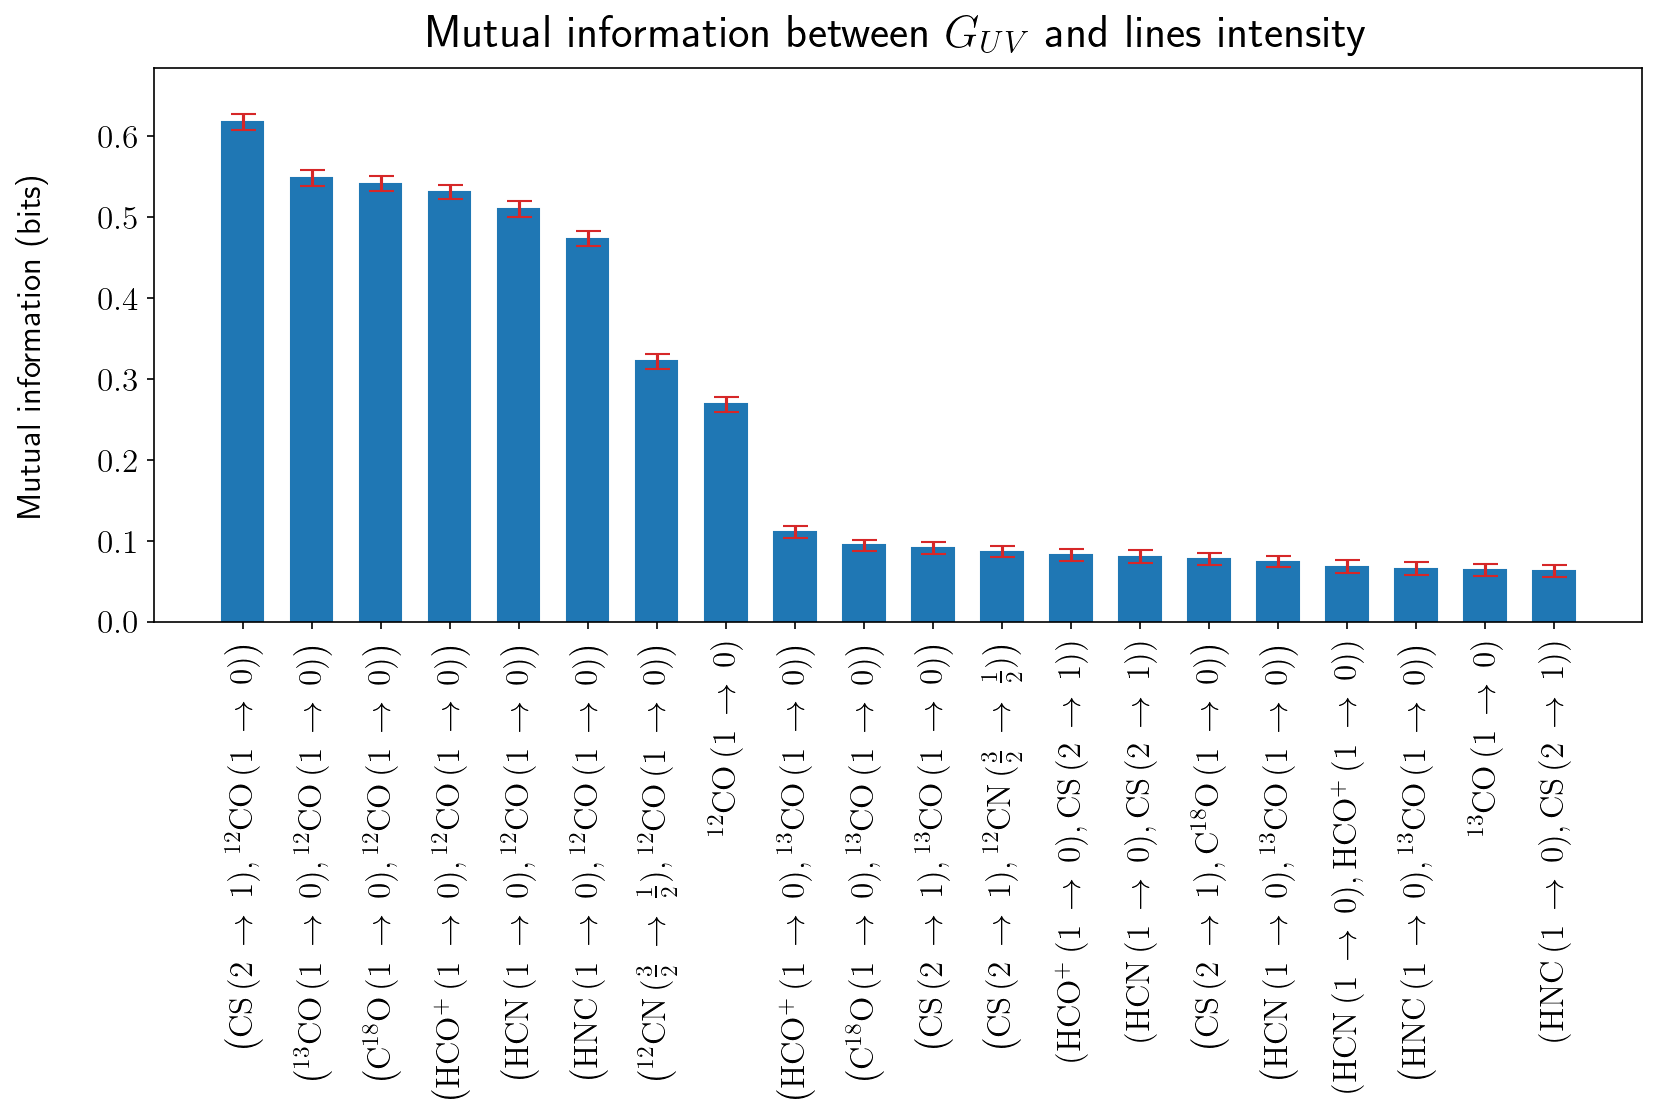 Mutual information between G_{UV} and lines intensity
Mutual information (bits)
0.6
0.5
0.4
0.3
0.2
0.1
0.0
(CS (2 → 1), ¹²CO (1 → 0))
(¹³CO (1 → 0), ¹²CO (1 → 0))
(C¹⁸O (1 → 0), ¹²CO (1 → 0))
(HCO⁺ (1 → 0), ¹²CO (1 → 0))
(HCN (1 → 0), ¹²CO (1 → 0))
(HNC (1 → 0), ¹²CO (1 → 0))
(¹²CN (3/2 → 1/2), ¹²CO (1 → 0))
¹²CO (1 → 0)
(HCO⁺ (1 → 0), ¹³CO (1 → 0))
(C¹⁸O (1 → 0), ¹³CO (1 → 0))
(CS (2 → 1), ¹³CO (1 → 0))
(CS (2 → 1), ¹²CN (3/2 → 1/2))
(HCO⁺ (1 → 0), CS (2 → 1))
(HCN (1 → 0), CS (2 → 1))
(CS (2 → 1), C¹⁸O (1 → 0))
(HCN (1 → 0), ¹³CO (1 → 0))
(HCN (1 → 0), HCO⁺ (1 → 0))
(HNC (1 → 0), ¹³CO (1 → 0))
¹³CO (1 → 0)
(HNC (1 → 0), CS (2 → 1))